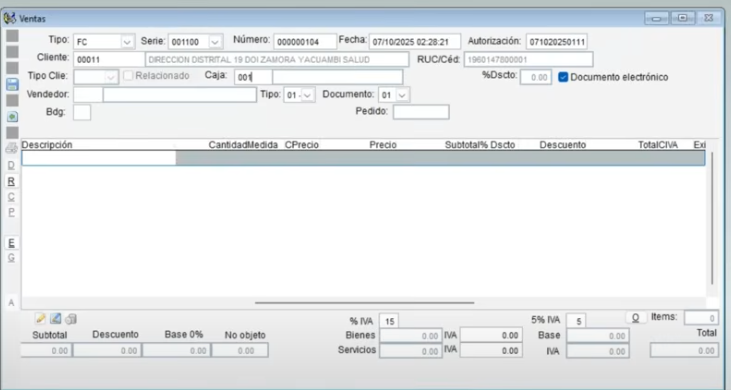 Ventas
Tipo: FC Serie: 001100 Número: 000000104 Fecha: 07/10/2025 02:28:21 Autorización: 071020250111
Cliente: 00011 DIRECCION DISTRITAL 19 D01 ZAMORA YACUAMBI SALUD RUC/Céd: 1960147800001
Tipo Clie: Relacionado Caja: 001 %Dscto: 0.00 Documento electrónico
Vendedor: Tipo: 01 - Documento: 01
Bdg: Pedido:
Descripción CantidadMedida CPrecio Precio Subtotal% Dscto Descuento TotalCIVA Exi
D
R
C
P
E
G
A
% IVA 15 5% IVA 5 O Items: 0
Subtotal Descuento Base 0% No objeto Bienes 0.00 IVA 0.00 Base 0.00 Total
0.00 0.00 0.00 0.00 Servicios 0.00 IVA 0.00 IVA 0.00 0.00